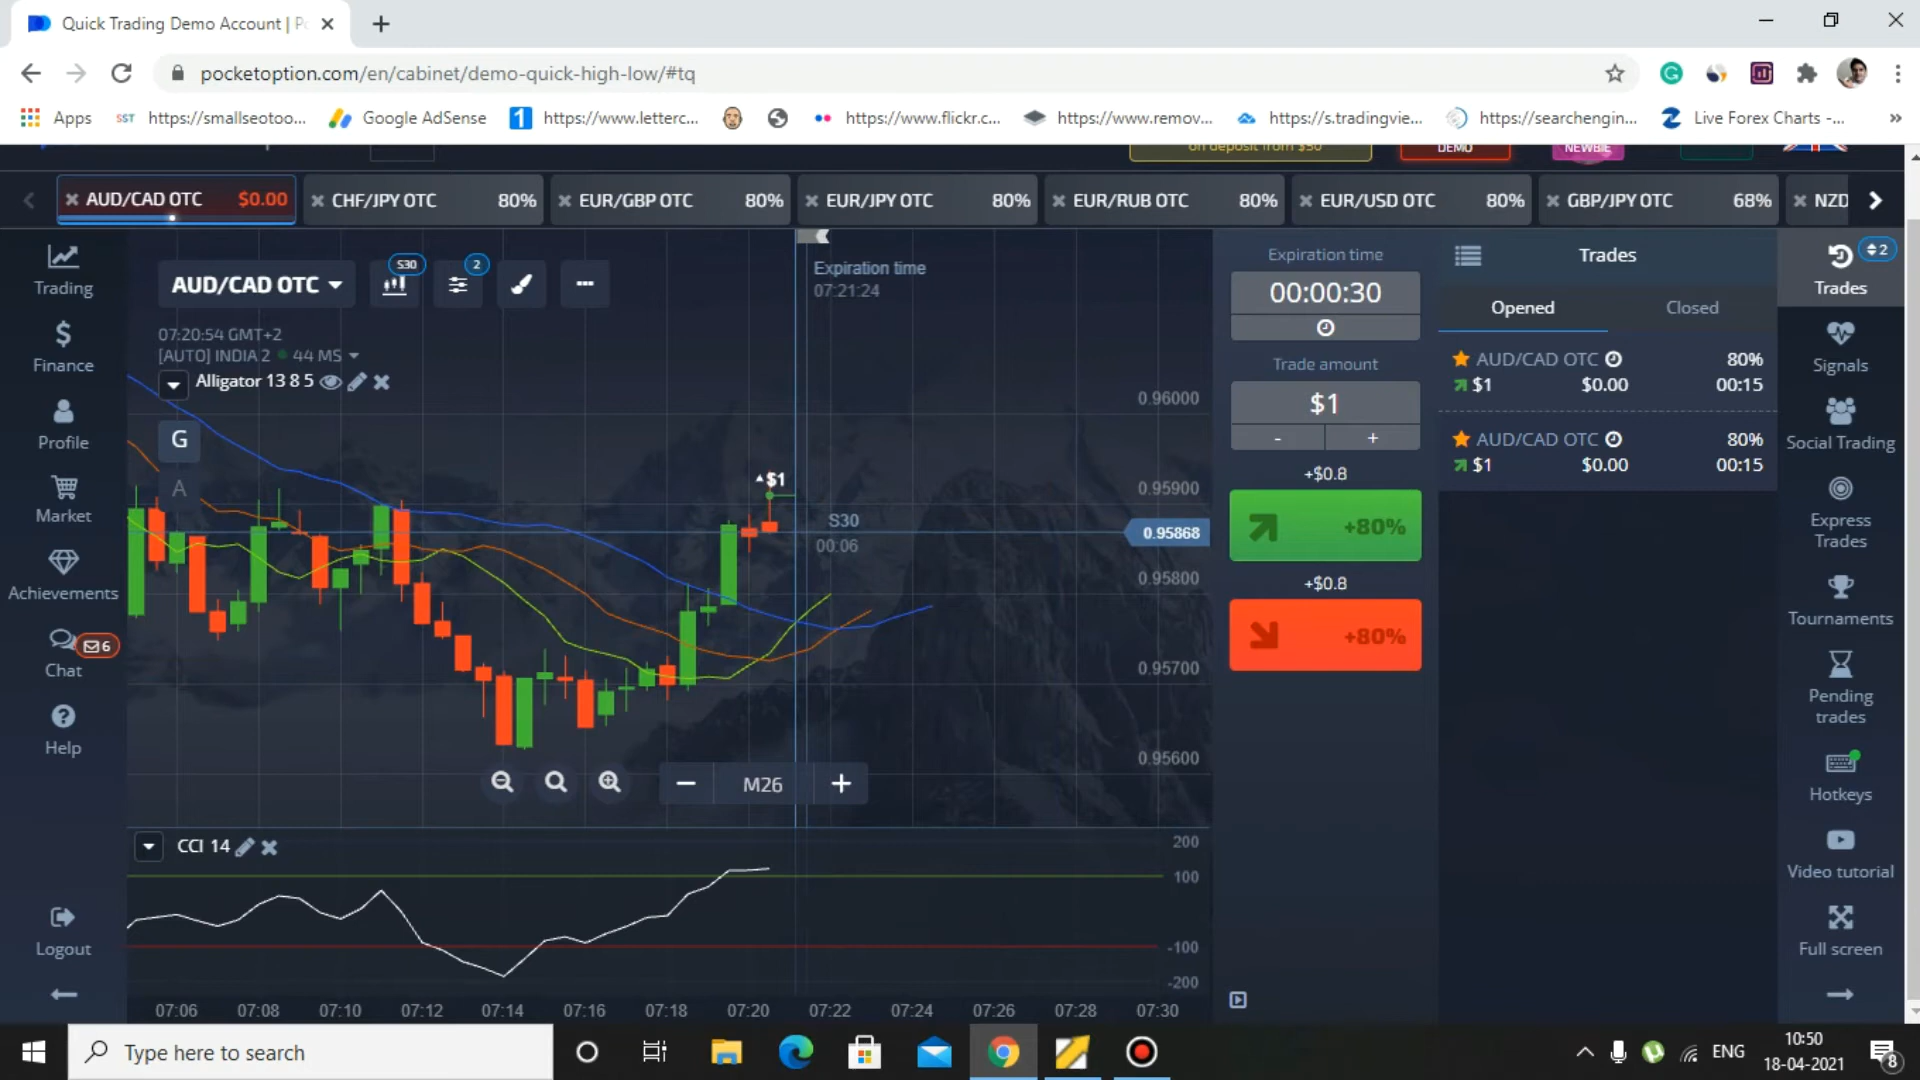 Quick Trading Demo Account | Po
pocketoption.com/en/cabinet/demo-quick-high-low/#tq
Apps
SST https://smallseotoo...
Google AdSense
1 https://www.letterc...
https://www.flickr.c...
https://www.remov...
https://s.tradingvie...
https://searchengin...
Live Forex Charts -...
»
on deposit from $50
DEMO
NEWBIE
AUD/CAD OTC $0.00
CHF/JPY OTC 80%
EUR/GBP OTC 80%
EUR/JPY OTC 80%
EUR/RUB OTC 80%
EUR/USD OTC 80%
GBP/JPY OTC 68%
NZD
Trading
Finance
Profile
Market
Achievements
6
Chat
Help
Logout
AUD/CAD OTC
S30
2
07:20:54 GMT+2
[AUTO] INDIA 2 44 MS
Alligator 13 8 5
G
A
Expiration time
07:21:24
$1
S30
00:06
0.96000
0.95900
0.95868
0.95800
0.95700
0.95600
M26
CCI 14
200
100
-100
-200
07:06 07:08 07:10 07:12 07:14 07:16 07:18 07:20 07:22 07:24 07:26 07:28 07:30
Expiration time
00:00:30
Trade amount
$1
- +
+$0.8
+80%
+$0.8
+80%
Trades
Opened Closed
AUD/CAD OTC 80%
$1 $0.00 00:15
AUD/CAD OTC 80%
$1 $0.00 00:15
2
Trades
Signals
Social Trading
Express
Trades
Tournaments
Pending
trades
Hotkeys
Video tutorial
Full screen
Type here to search
ENG
10:50
18-04-2021
8